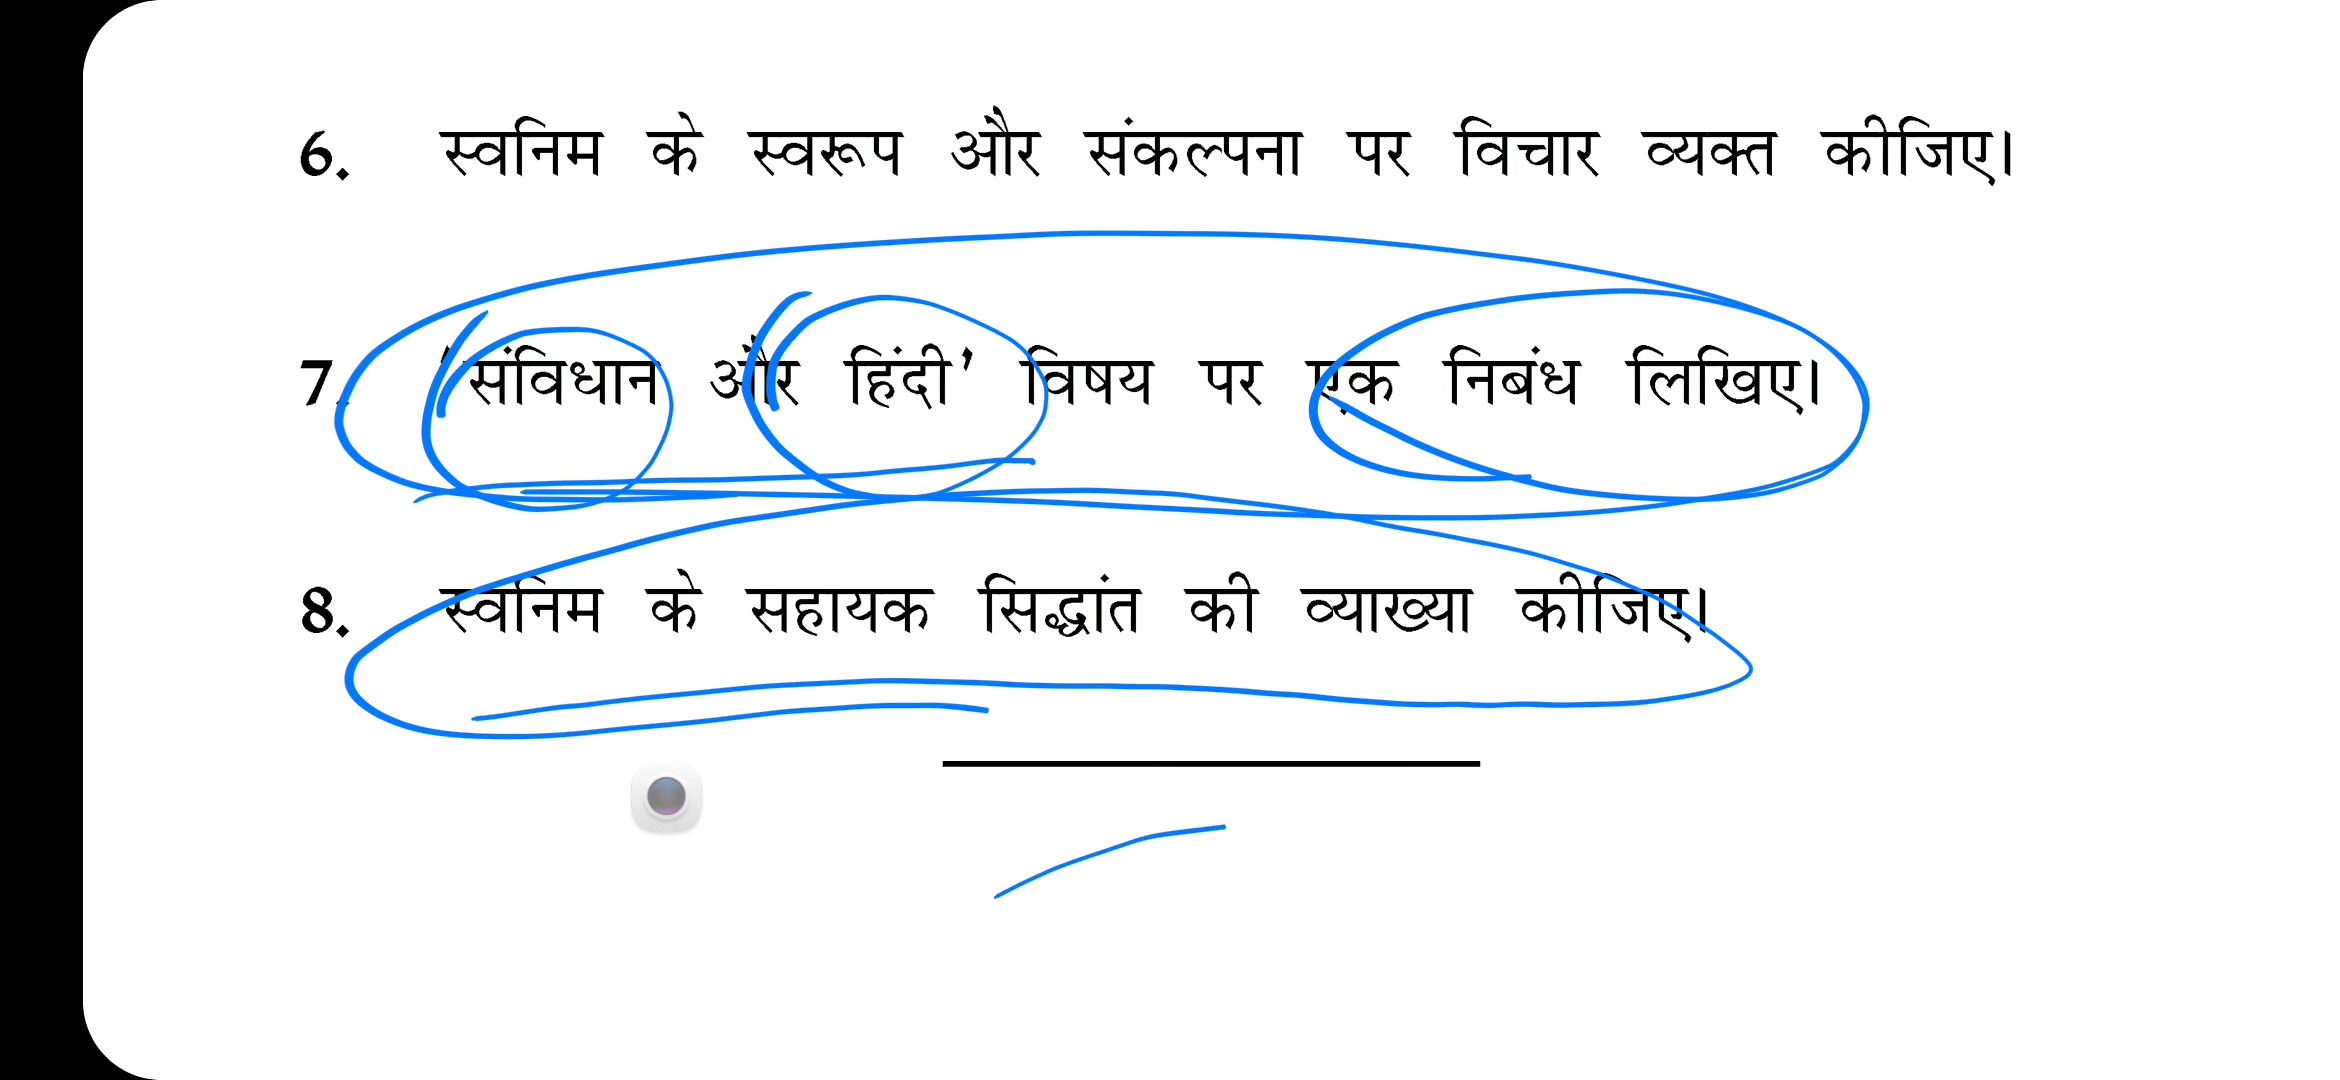 6. स्वनिम के स्वरूप और संकल्पना पर विचार व्यक्त कीजिए।
7. 'संविधान और हिंदी' विषय पर एक निबंध लिखिए।
8. स्वनिम के सहायक सिद्धांत की व्याख्या कीजिए।